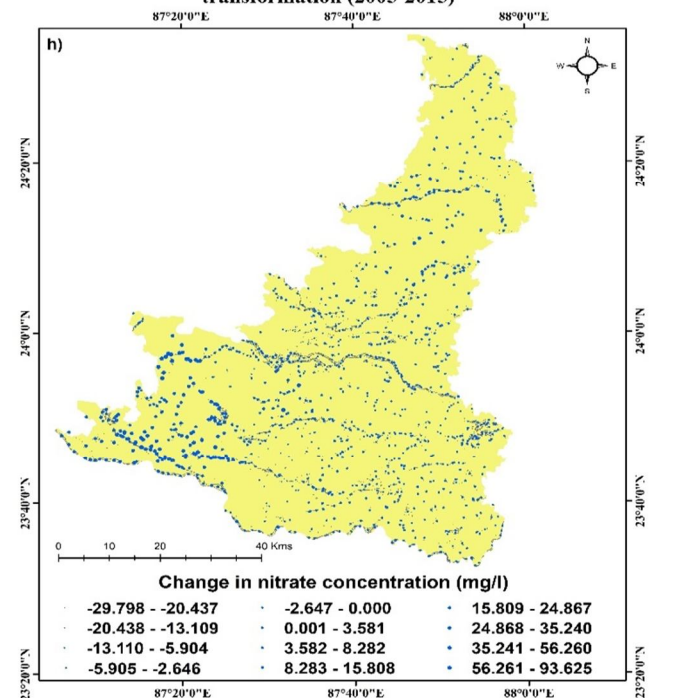 transformation (2005-2015)
87°20'0"E 87°40'0"E 88°0'0"E
h)
N
W E
S
24°20'0"N 24°20'0"N
24°0'0"N 24°0'0"N
23°40'0"N 23°40'0"N
0 10 20 40 Kms
Change in nitrate concentration (mg/l)
-29.798 - -20.437 -2.647 - 0.000 15.809 - 24.867
-20.438 - -13.109 0.001 - 3.581 24.868 - 35.240
-13.110 - -5.904 3.582 - 8.282 35.241 - 56.260
-5.905 - -2.646 8.283 - 15.808 56.261 - 93.625
23°20'0"N 23°20'0"N
87°20'0"E 87°40'0"E 88°0'0"E